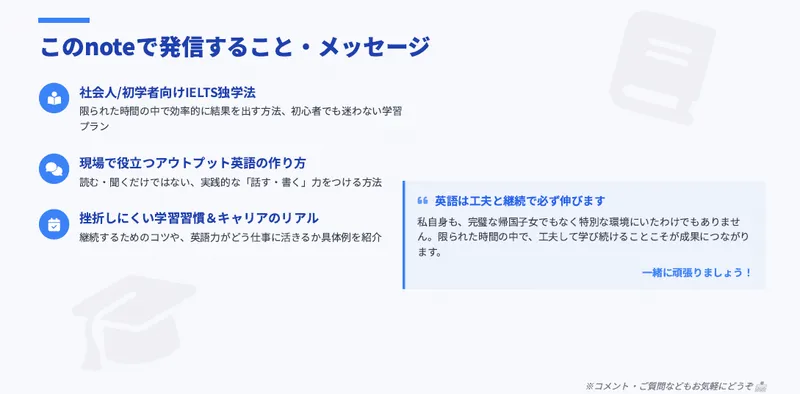 このnoteで発信すること・メッセージ
社会人/初学者向けIELTS独学法
限られた時間の中で効率的に結果を出す方法、初心者でも迷わない学習
プラン
現場で役立つアウトプット英語の作り方
読む・聞くだけではない、実践的な「話す・書く」力をつける方法
挫折しにくい学習習慣＆キャリアのリアル
継続するためのコツや、英語力がどう仕事に活きるか具体例を紹介
英語は工夫と継続で必ず伸びます
私自身も、完璧な帰国子女でもなく特別な環境にいたわけでもありませ
ん。限られた時間の中で、工夫して学び続けることこそが成果につながり
ます。
一緒に頑張りましょう！
※コメント・ご質問などもお気軽にどうぞ